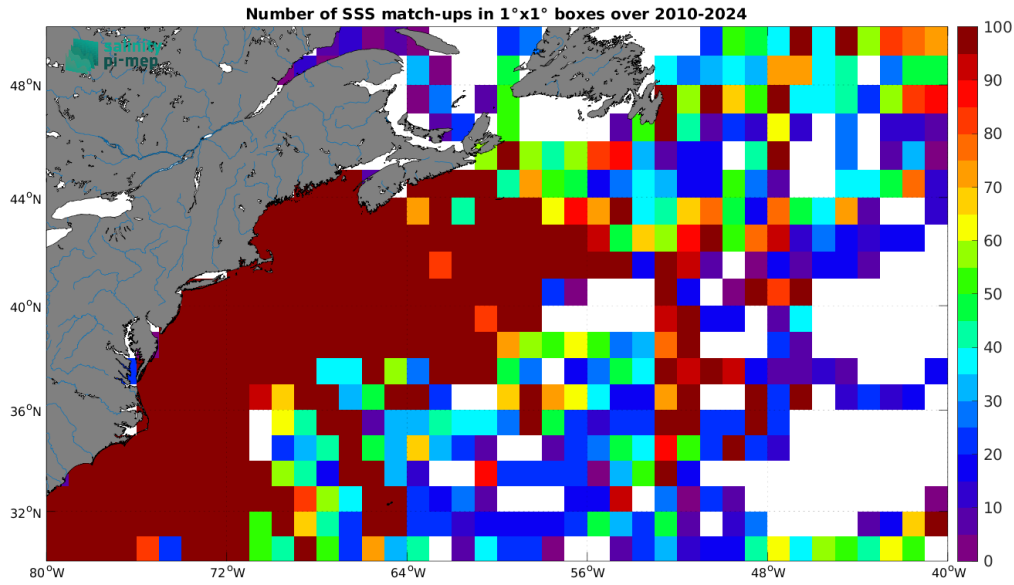 Number of SSS match-ups in 1°x1° boxes over 2010-2024
salinity
pi-mep
48°N
44°N
40°N
36°N
32°N
80°W
72°W
64°W
56°W
48°W
40°W
100
90
80
70
60
50
40
30
20
10
0